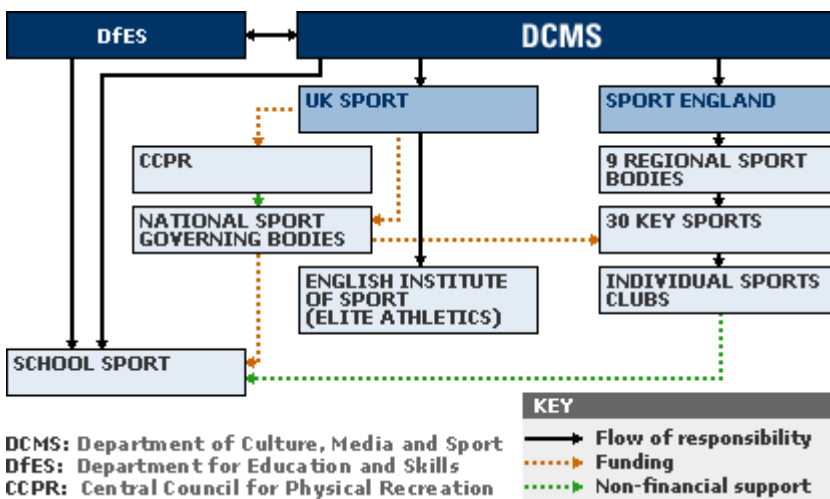 DfES
DCMS
UK SPORT
SPORT ENGLAND
CCPR
9 REGIONAL SPORT
BODIES
NATIONAL SPORT
GOVERNING BODIES
30 KEY SPORTS
ENGLISH INSTITUTE
OF SPORT
(ELITE ATHLETICS)
INDIVIDUAL SPORTS
CLUBS
SCHOOL SPORT
KEY
Flow of responsibility
Funding
Non-financial support
DCMS: Department of Culture, Media and Sport
DfES: Department for Education and Skills
CCPR: Central Council for Physical Recreation